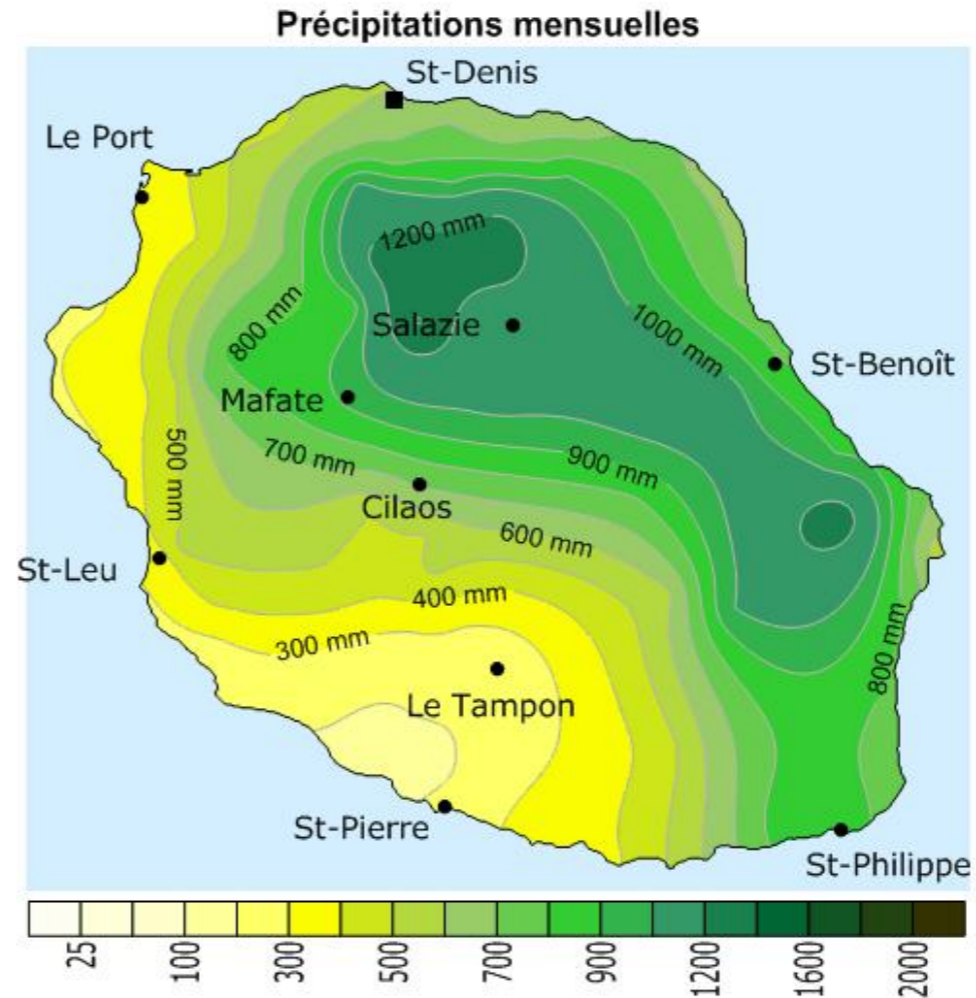 Précipitations mensuelles
St-Denis
Le Port
1200 mm
800 mm
Salazie
1000 mm
St-Benoît
Mafate
500 mm
700 mm
900 mm
Cilaos
600 mm
St-Leu
400 mm
300 mm
800 mm
Le Tampon
St-Pierre
St-Philippe
25 100 300 500 700 900 1200 1600 2000